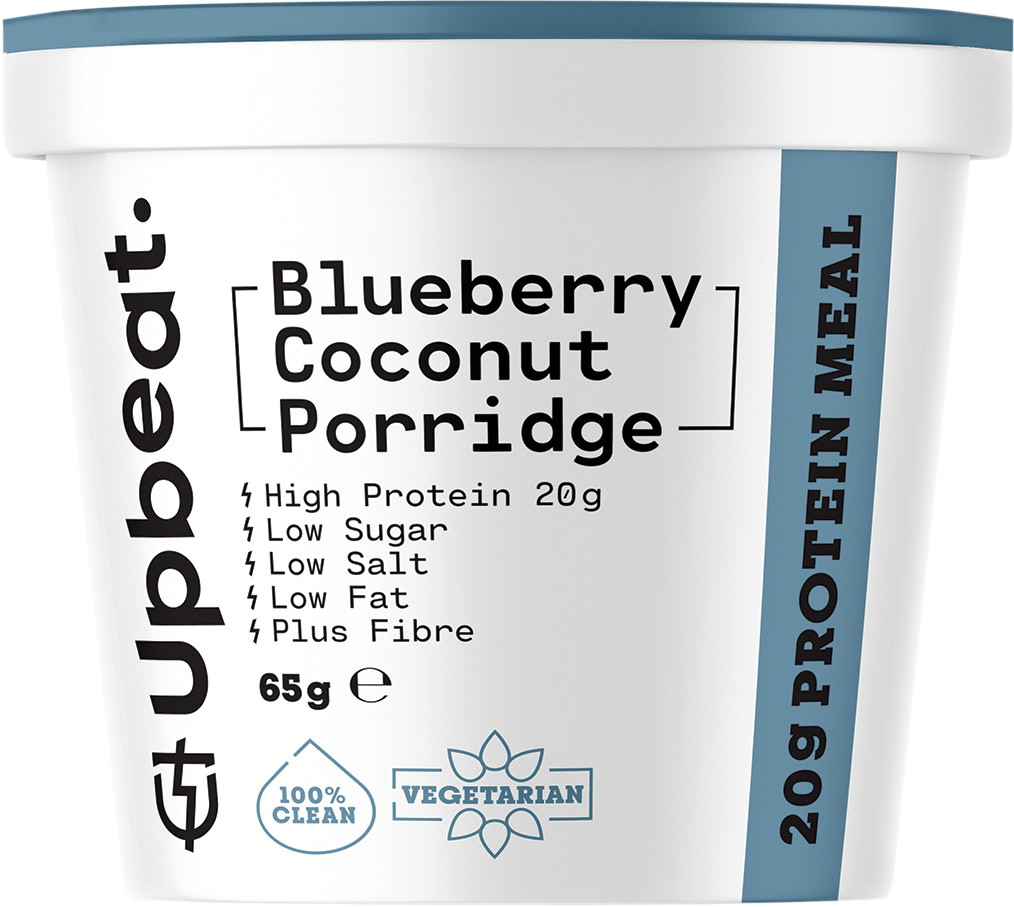 Upbeat.
Blueberry
Coconut
Porridge
High Protein 20g
Low Sugar
Low Salt
Low Fat
Plus Fibre
65g ℮
100%
CLEAN
VEGETARIAN
20g PROTEIN MEAL